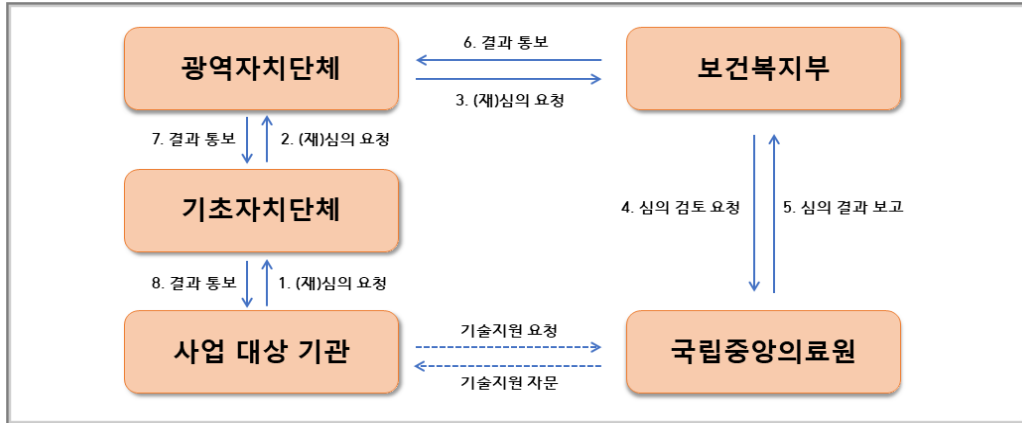 광역자치단체
6. 결과 통보
3. (재)심의 요청
보건복지부
7. 결과 통보
2. (재)심의 요청
기초자치단체
4. 심의 검토 요청
5. 심의 결과 보고
8. 결과 통보
1. (재)심의 요청
사업 대상 기관
기술지원 요청
기술지원 자문
국립중앙의료원